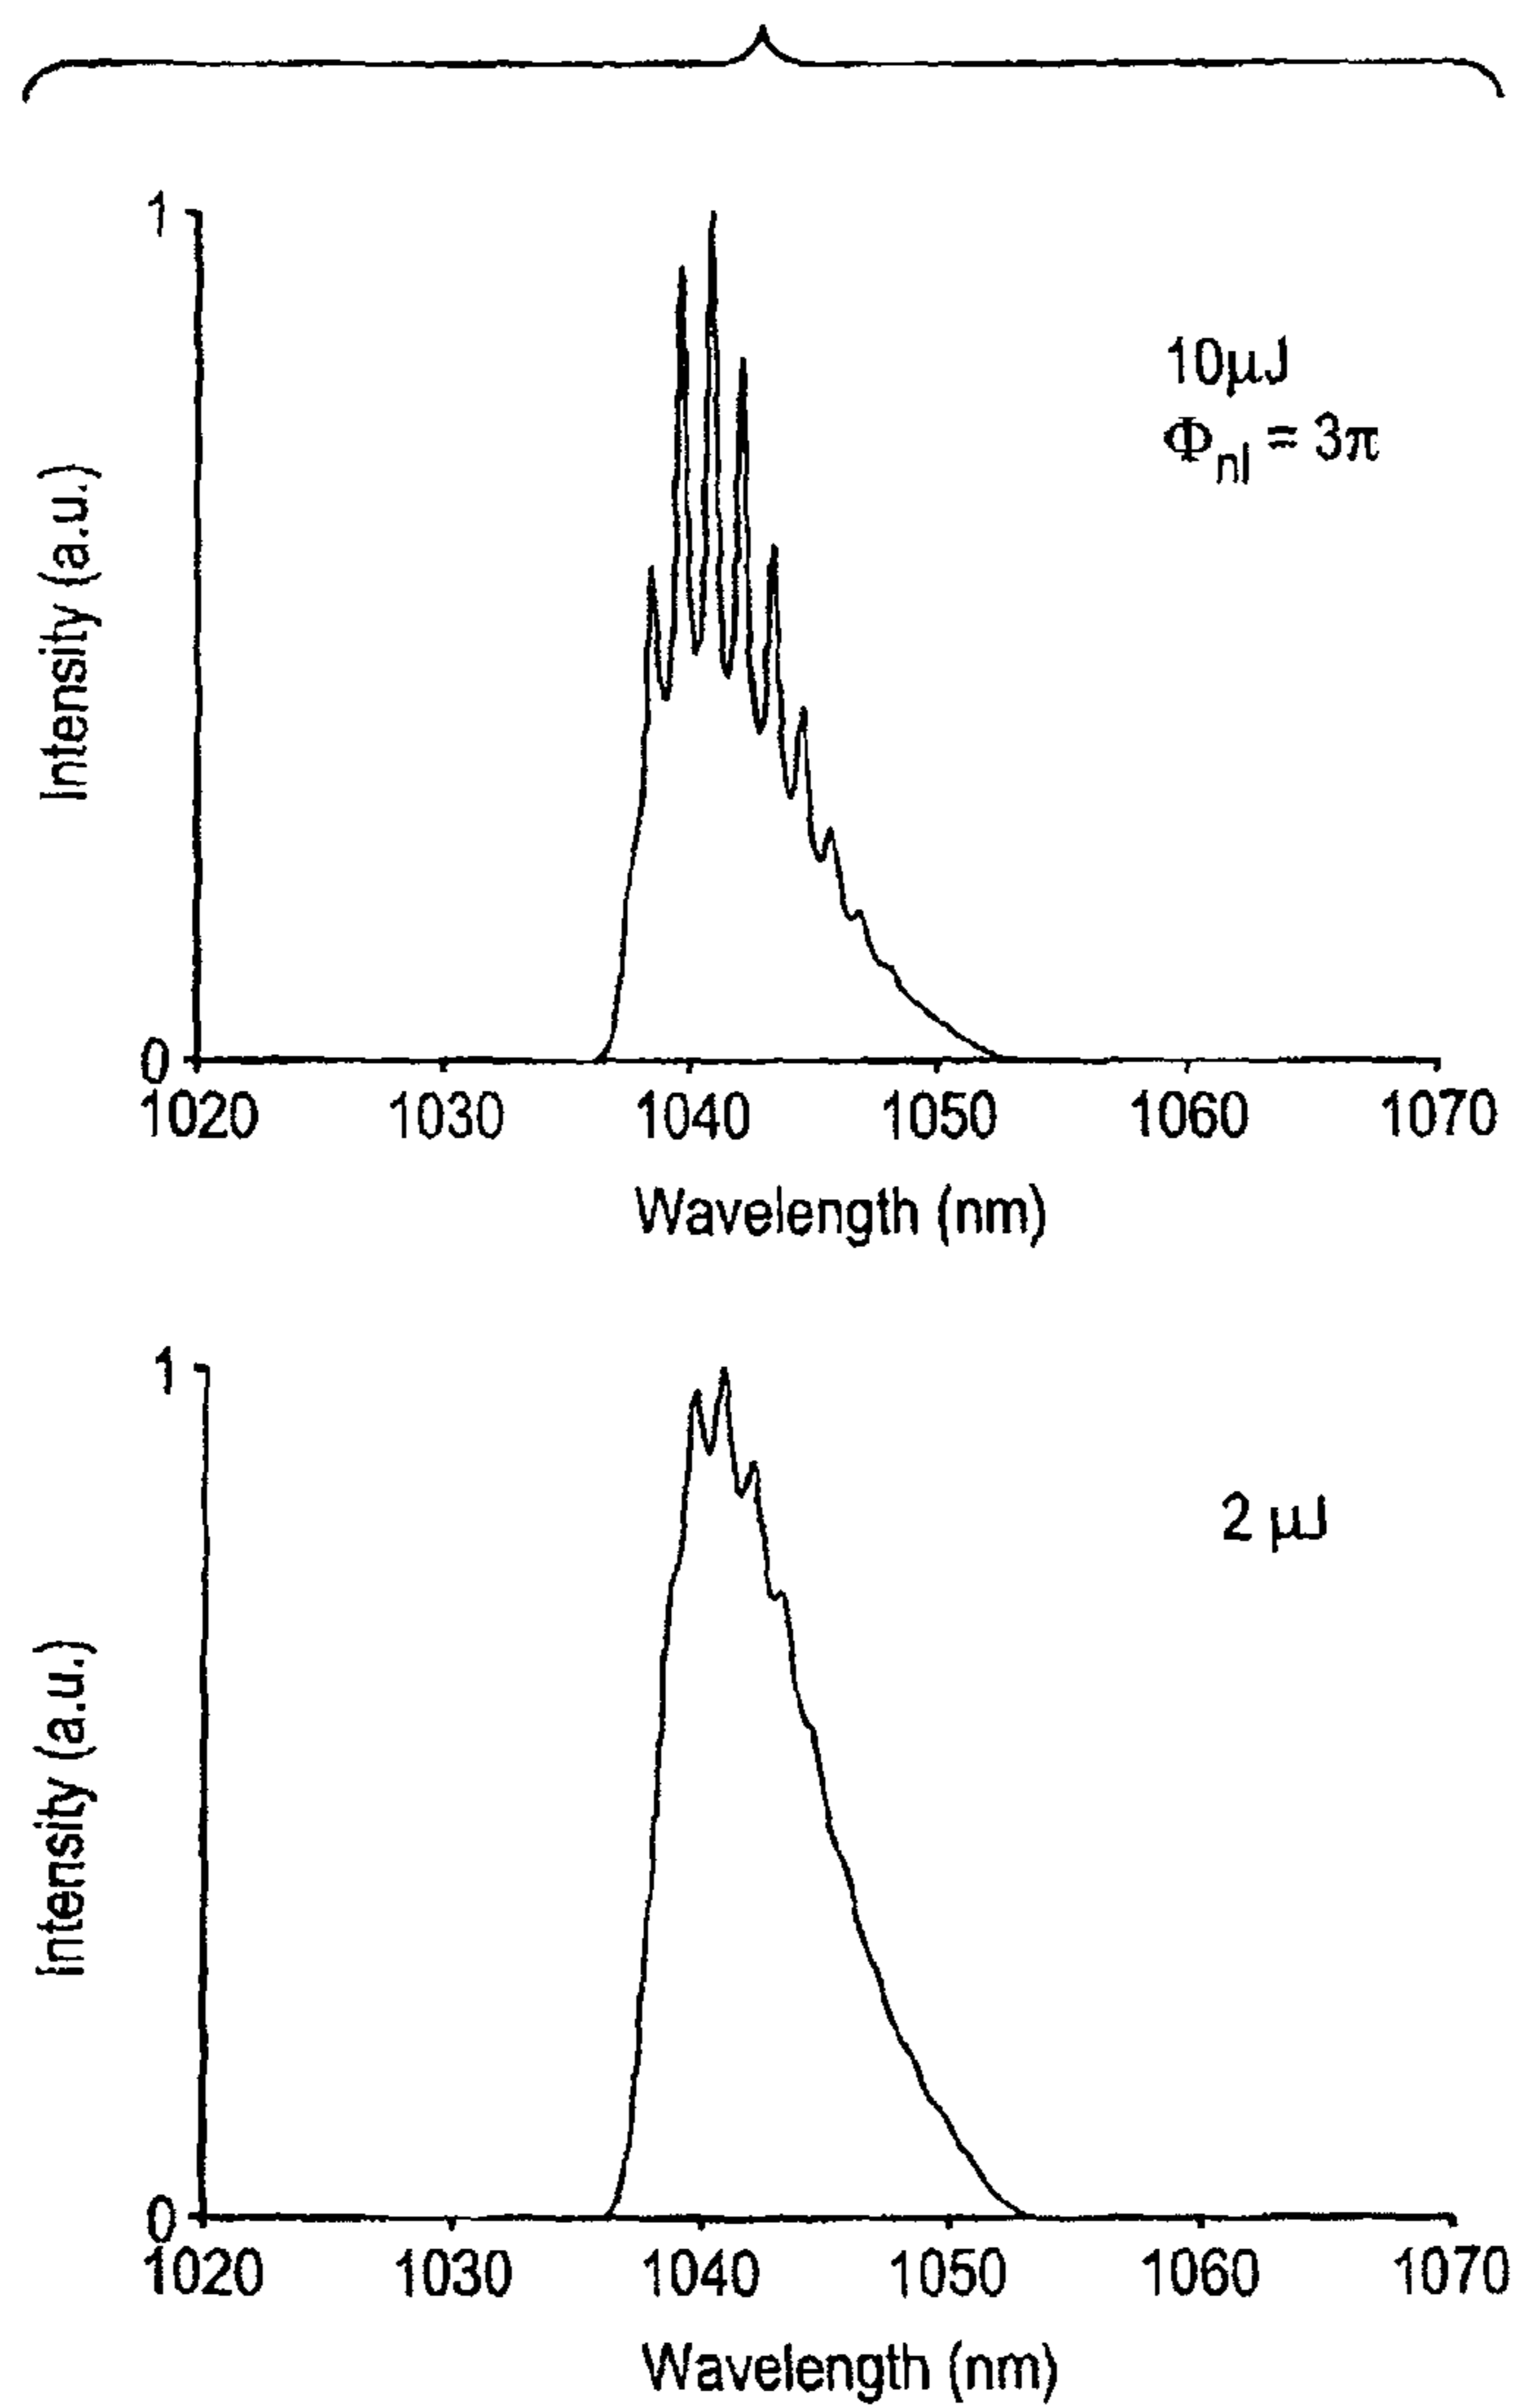 1
10μJ
Φnl = 3π
Intensity (a.u.)
0
1020 1030 1040 1050 1060 1070
Wavelength (nm)
1
2 μJ
Intensity (a.u.)
0
1020 1030 1040 1050 1060 1070
Wavelength (nm)